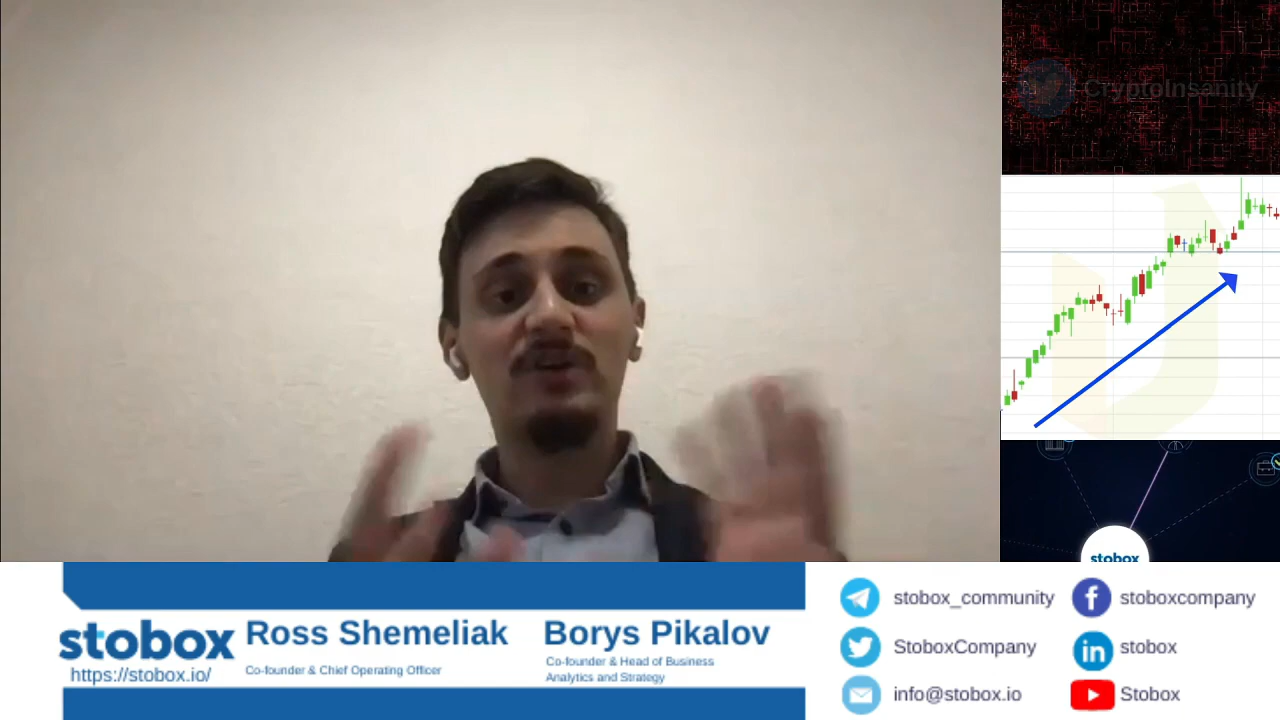 CryptoInsanity
stobox
stobox
https://stobox.io/
Ross Shemeliak
Co-founder & Chief Operating Officer
Borys Pikalov
Co-founder & Head of Business
Analytics and Strategy
stobox_community
stoboxcompany
StoboxCompany
stobox
info@stobox.io
Stobox